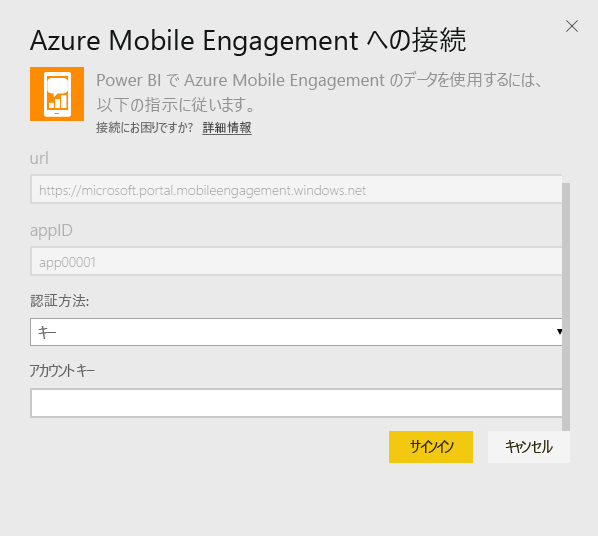 Azure Mobile Engagement への接続
Power BI で Azure Mobile Engagement のデータを使用するには、
以下の指示に従います。
接続にお困りですか? 詳細情報
url
https://microsoft.portal.mobileengagement.windows.net
appID
app00001
認証方法:
キー
アカウント キー
サインイン キャンセル